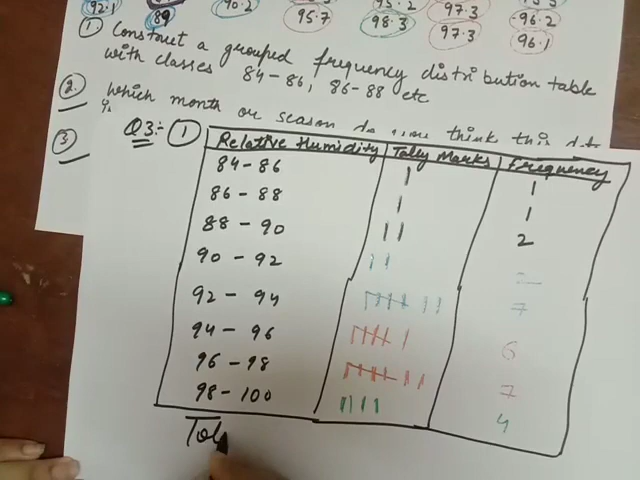 92.1 89 90.2 95.7 95.2 98.3 97.3 97.3 96.2 96.1
① Construct a grouped frequency distribution table
with classes 84-86, 86-88 etc
2. which month or season do think this
3
Q3:- ①
Relative Humidity Tally Marks Frequency
84-86 | 1
86-88 | 1
88-90 || 2
90-92 || 2
92-94 7
94-96 6
96-98 7
98-100 |||| 4
Tot